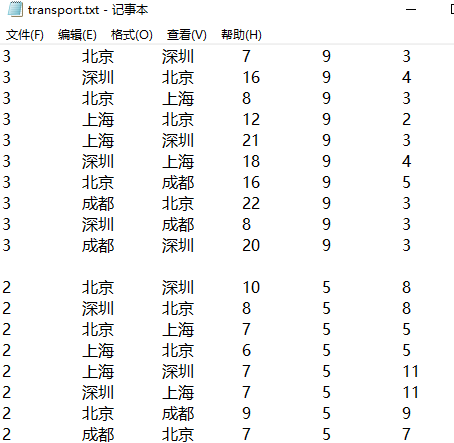 transport.txt - 记事本
文件(F) 编辑(E) 格式(O) 查看(V) 帮助(H)
3 北京 深圳 7 9 3
3 深圳 北京 16 9 4
3 北京 上海 8 9 3
3 上海 北京 12 9 2
3 上海 深圳 21 9 3
3 深圳 上海 18 9 4
3 北京 成都 16 9 5
3 成都 北京 22 9 3
3 深圳 成都 8 9 3
3 成都 深圳 20 9 3
2 北京 深圳 10 5 8
2 深圳 北京 8 5 8
2 北京 上海 7 5 5
2 上海 北京 6 5 5
2 上海 深圳 7 5 11
2 深圳 上海 7 5 11
2 北京 成都 9 5 9
2 成都 北京 7 5 7